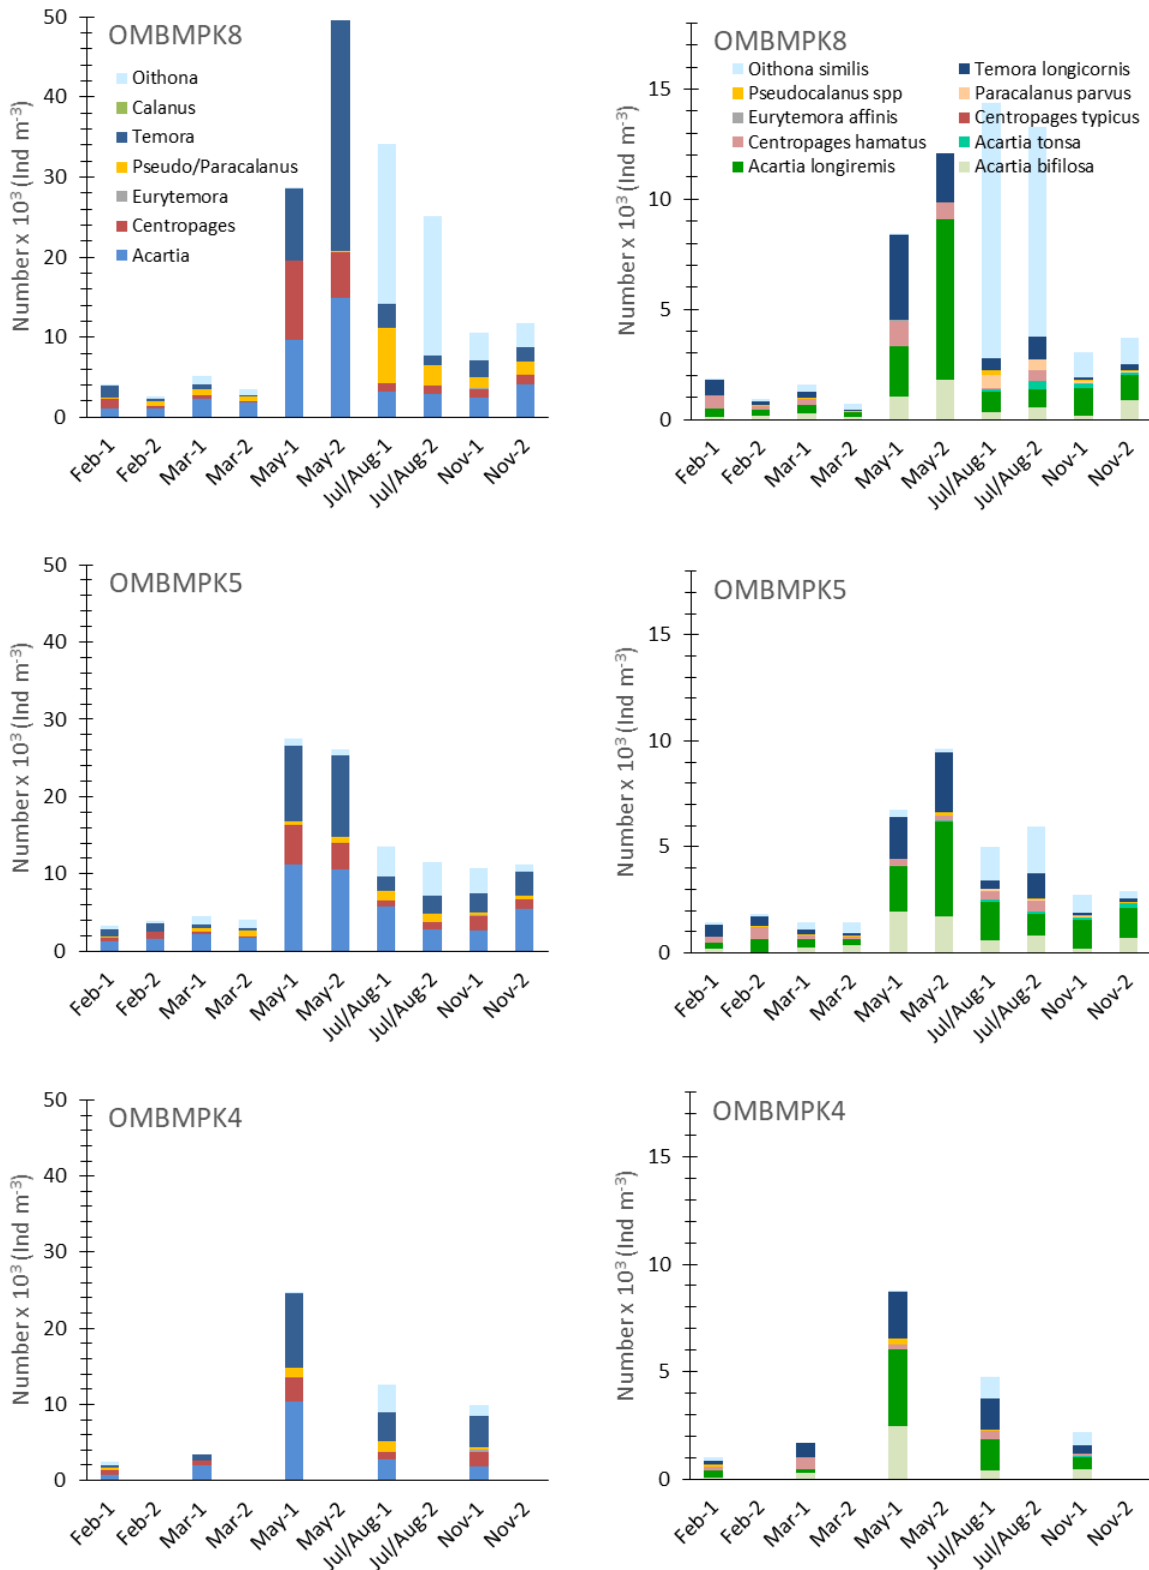 OMBMPK8
Number x 10³ (Ind m⁻³)
50
40
30
20
10
0
Oithona
Calanus
Temora
Pseudo/Paracalanus
Eurytemora
Centropages
Acartia
Feb-1
Feb-2
Mar-1
Mar-2
May-1
May-2
Jul/Aug-1
Jul/Aug-2
Nov-1
Nov-2
OMBMPK8
Number x 10³ (Ind m⁻³)
15
10
5
0
Oithona similis
Temora longicornis
Pseudocalanus spp
Paracalanus parvus
Eurytemora affinis
Centropages typicus
Centropages hamatus
Acartia tonsa
Acartia longiremis
Acartia bifilosa
Feb-1
Feb-2
Mar-1
Mar-2
May-1
May-2
Jul/Aug-1
Jul/Aug-2
Nov-1
Nov-2
OMBMPK5
Number x 10³ (Ind m⁻³)
50
40
30
20
10
0
Feb-1
Feb-2
Mar-1
Mar-2
May-1
May-2
Jul/Aug-1
Jul/Aug-2
Nov-1
Nov-2
OMBMPK5
Number x 10³ (Ind m⁻³)
15
10
5
0
Feb-1
Feb-2
Mar-1
Mar-2
May-1
May-2
Jul/Aug-1
Jul/Aug-2
Nov-1
Nov-2
OMBMPK4
Number x 10³ (Ind m⁻³)
50
40
30
20
10
0
Feb-1
Feb-2
Mar-1
Mar-2
May-1
May-2
Jul/Aug-1
Jul/Aug-2
Nov-1
Nov-2
OMBMPK4
Number x 10³ (Ind m⁻³)
15
10
5
0
Feb-1
Feb-2
Mar-1
Mar-2
May-1
May-2
Jul/Aug-1
Jul/Aug-2
Nov-1
Nov-2